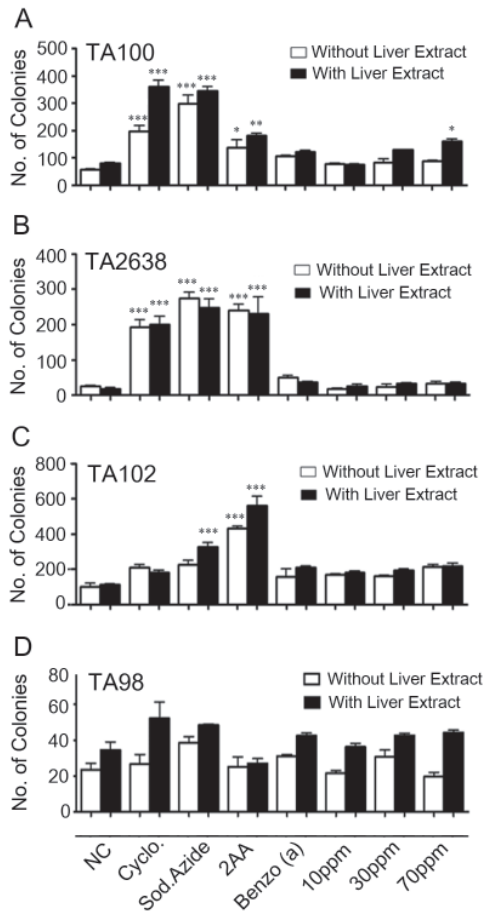 A
TA100
Without Liver Extract
With Liver Extract
No. of Colonies
500
400
300
200
100
0
***
***
***
***
*
**
*
B
TA2638
Without Liver Extract
With Liver Extract
No. of Colonies
400
300
200
100
0
***
***
***
***
***
***
C
TA102
Without Liver Extract
With Liver Extract
No. of Colonies
800
600
400
200
0
***
***
***
D
TA98
Without Liver Extract
With Liver Extract
No. of Colonies
80
60
40
20
0
NC
Cyclo.
Sod.Azide
2AA
Benzo (a)
10ppm
30ppm
70ppm